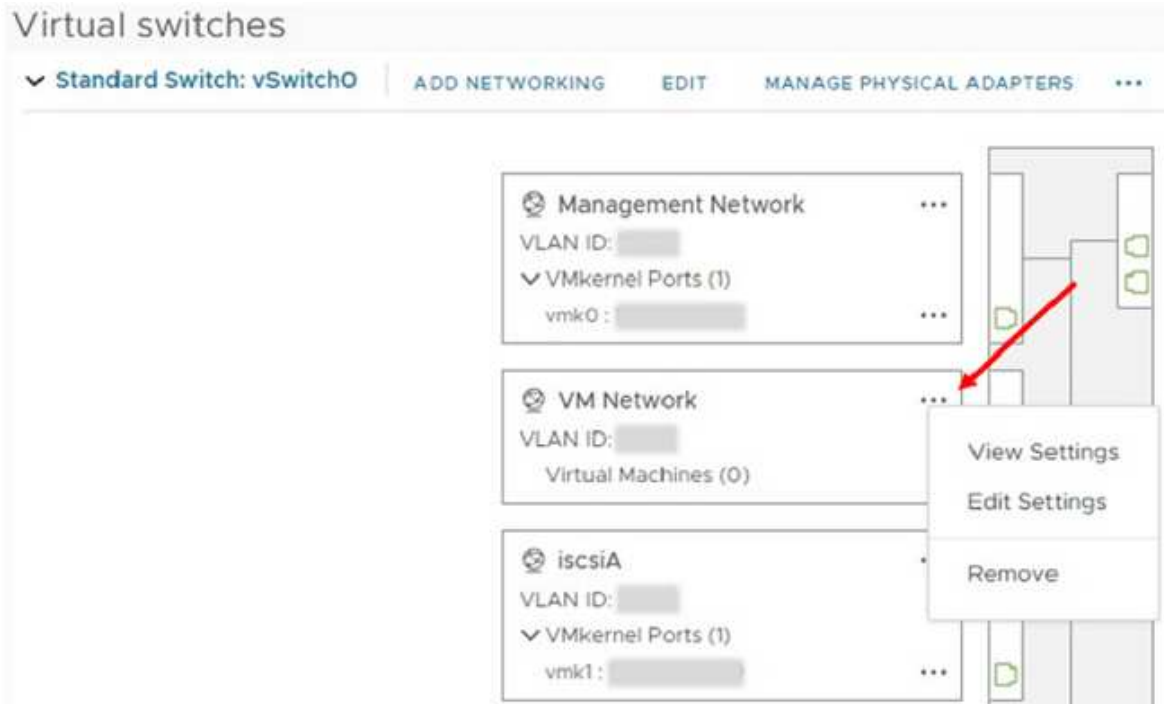 Virtual switches
Standard Switch: vSwitch0 ADD NETWORKING EDIT MANAGE PHYSICAL ADAPTERS ...
Management Network ...
VLAN ID:
VMkernel Ports (1)
vmk0 : ...
VM Network ...
VLAN ID:
Virtual Machines (0)
View Settings
Edit Settings
Remove
iscsiA
VLAN ID:
VMkernel Ports (1)
vmk1 : ...